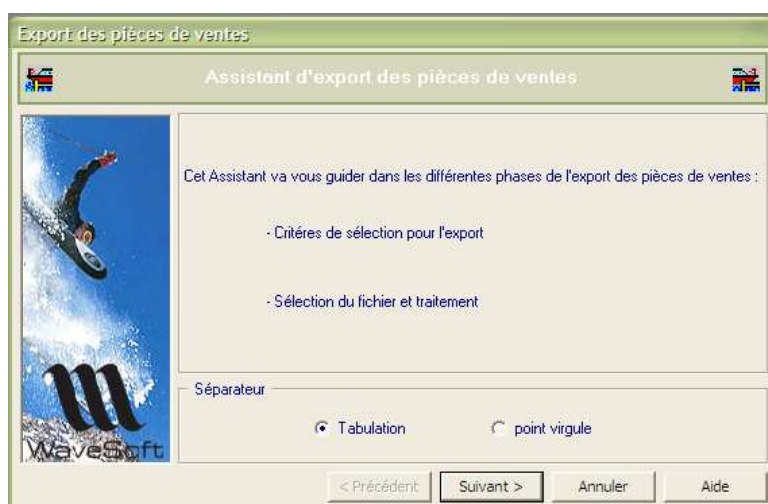 Export des pièces de ventes
Assistant d'export des pièces de ventes
Cet Assistant va vous guider dans les différentes phases de l'export des pièces de ventes :
- Critéres de sélection pour l'export
- Sélection du fichier et traitement
WaveSoft
Séparateur
Tabulation point virgule
< Précédent Suivant > Annuler Aide